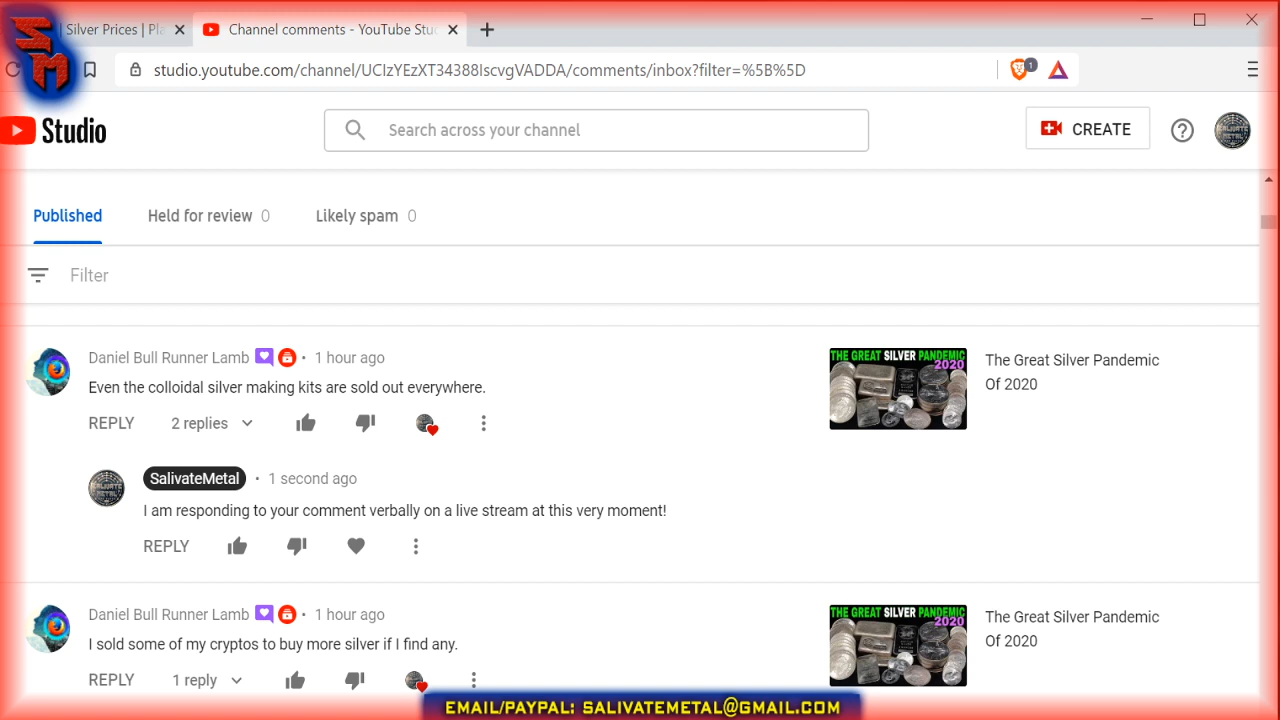 SM
Silver Prices | Pla
Channel comments - YouTube Stu
studio.youtube.com/channel/UCIzYEzXT34388IscvgVADDA/comments/inbox?filter=%5B%5D
1
Studio
Search across your channel
CREATE
Published
Held for review 0
Likely spam 0
Filter
Daniel Bull Runner Lamb • 1 hour ago
Even the colloidal silver making kits are sold out everywhere.
REPLY 2 replies
THE GREAT SILVER PANDEMIC
2020
The Great Silver Pandemic
Of 2020
SalivateMetal • 1 second ago
I am responding to your comment verbally on a live stream at this very moment!
REPLY
Daniel Bull Runner Lamb • 1 hour ago
I sold some of my cryptos to buy more silver if I find any.
REPLY 1 reply
THE GREAT SILVER PANDEMIC
2020
The Great Silver Pandemic
Of 2020
EMAIL/PAYPAL: SALIVATEMETAL@GMAIL.COM